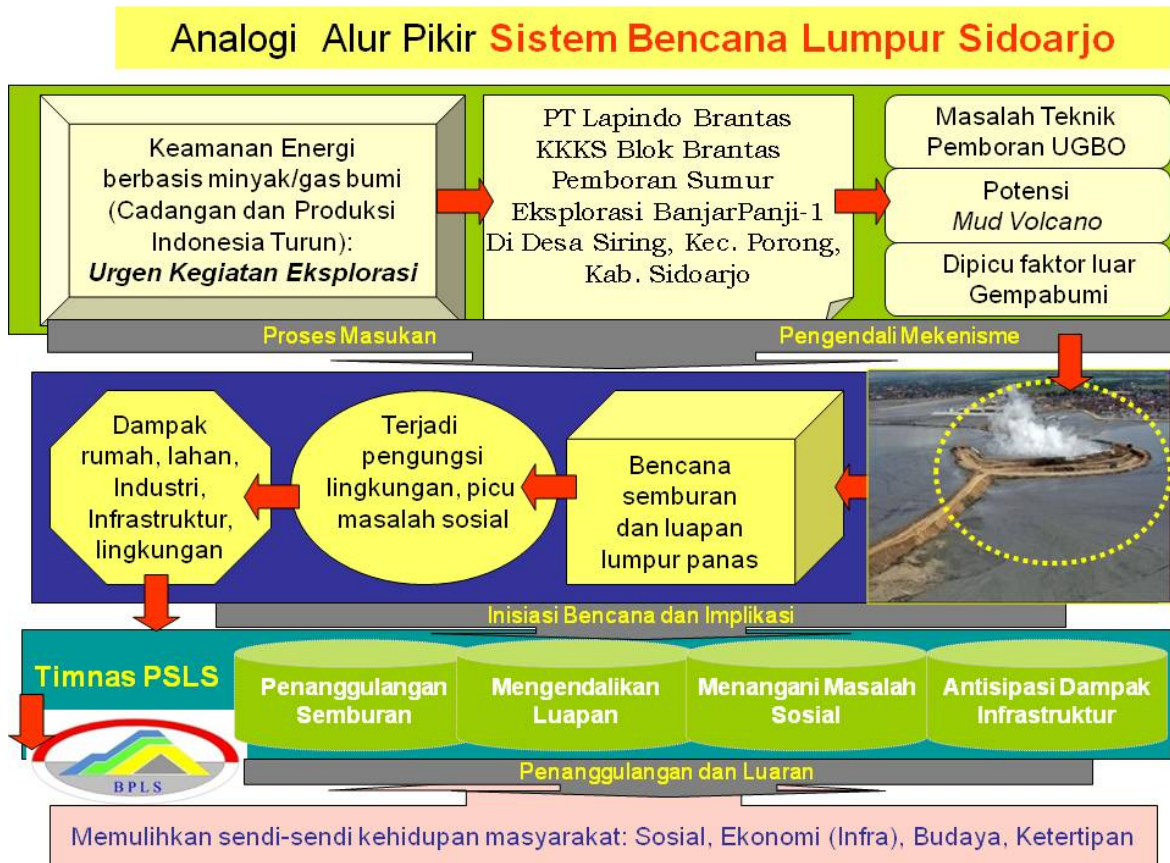 Analogi Alur Pikir Sistem Bencana Lumpur Sidoarjo
Keamanan Energi
berbasis minyak/gas bumi
(Cadangan dan Produksi
Indonesia Turun):
Urgen Kegiatan Eksplorasi
PT Lapindo Brantas
KKKS Blok Brantas
Pemboran Sumur
Eksplorasi BanjarPanji-1
Di Desa Siring, Kec. Porong,
Kab. Sidoarjo
Masalah Teknik
Pemboran UGBO
Potensi
Mud Volcano
Dipicu faktor luar
Gempabumi
Proses Masukan
Pengendali Mekenisme
Dampak
rumah, lahan,
Industri,
Infrastruktur,
lingkungan
Terjadi
pengungsi
lingkungan, picu
masalah sosial
Bencana
semburan
dan luapan
lumpur panas
Inisiasi Bencana dan Implikasi
Timnas PSLS
BPLS
Penanggulangan
Semburan
Mengendalikan
Luapan
Menangani Masalah
Sosial
Antisipasi Dampak
Infrastruktur
Penanggulangan dan Luaran
Memulihkan sendi-sendi kehidupan masyarakat: Sosial, Ekonomi (Infra), Budaya, Ketertipan